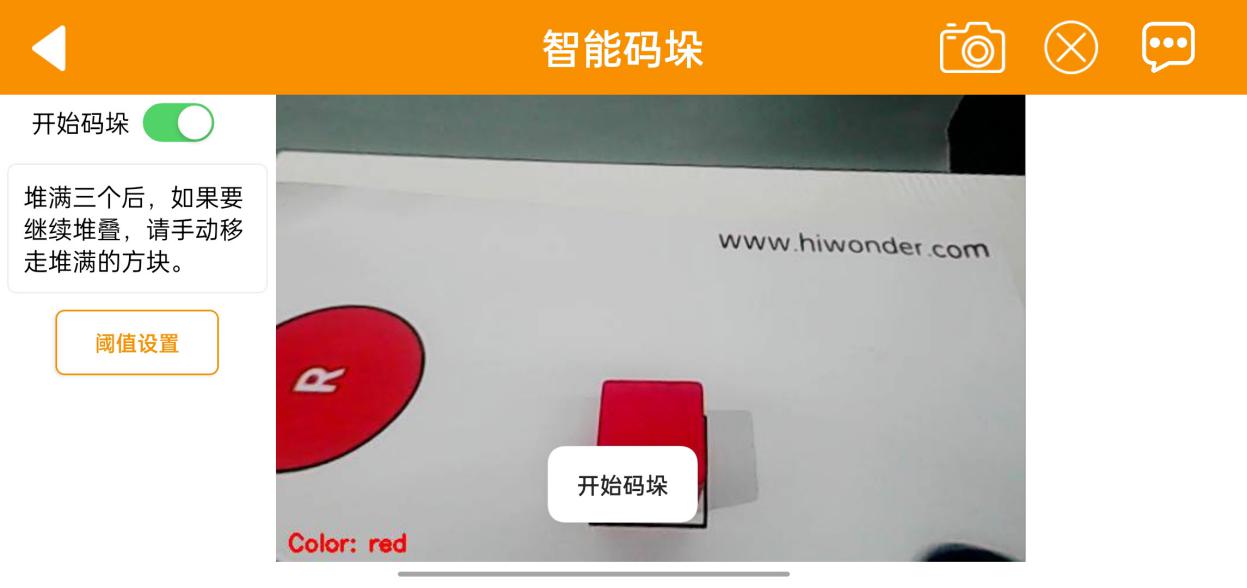 智能码垛
开始码垛
堆满三个后，如果要
继续堆叠，请手动移
走堆满的方块。
阈值设置
www.hiwonder.com
R
开始码垛
Color: red